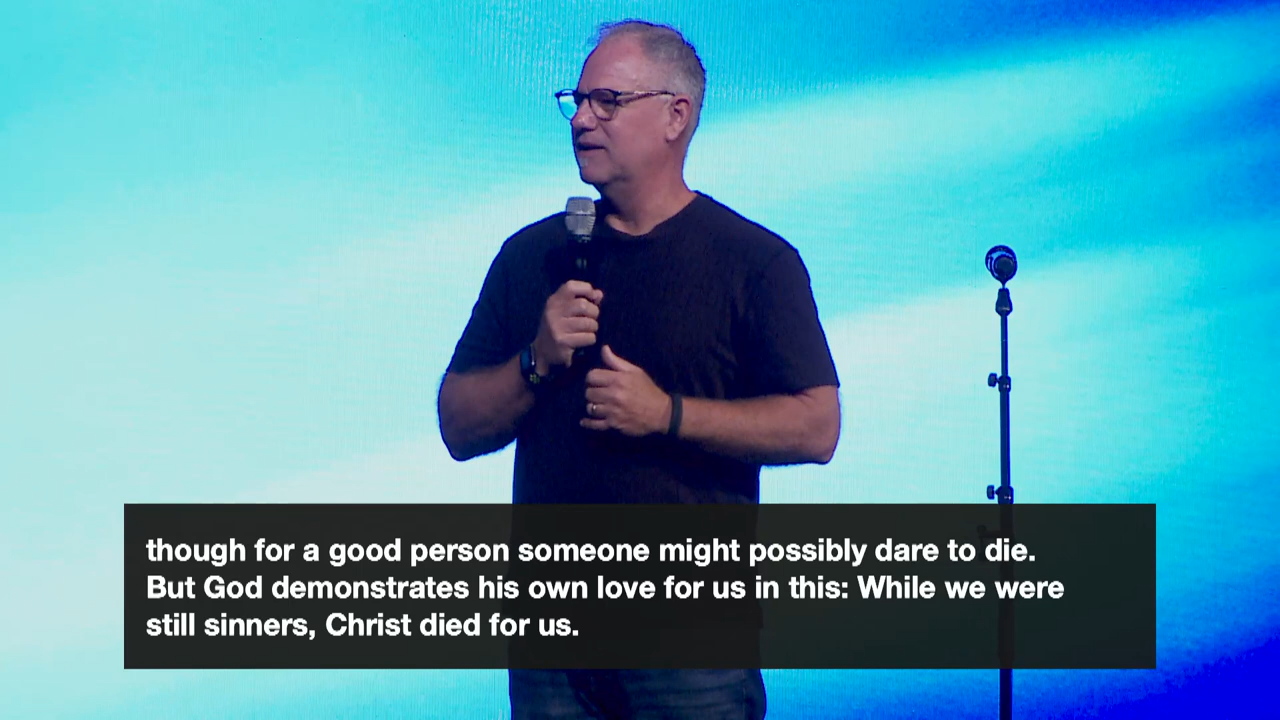 though for a good person someone might possibly dare to die.
But God demonstrates his own love for us in this: While we were
still sinners, Christ died for us.